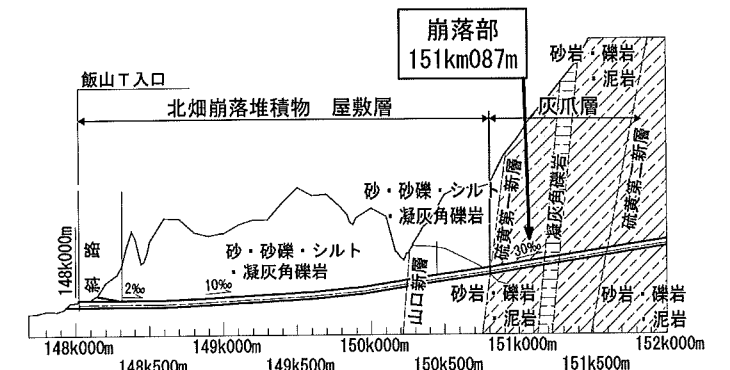 崩落部
151km087m
砂岩・礫岩
・泥岩
飯山T入口
北畑崩落堆積物 屋敷層
灰爪層
砂・砂礫・シルト
・凝灰角礫岩
硫黄第二新層
凝灰角礫岩
硫黄第一新層
148k000m
砂・砂礫・シルト
・凝灰角礫岩
2‰
10‰
30‰
山口新層
砂岩・礫岩
・泥岩
砂岩・礫岩
・泥岩
148k000m
148k500m
149k000m
149k500m
150k000m
150k500m
151k000m
151k500m
152k000m